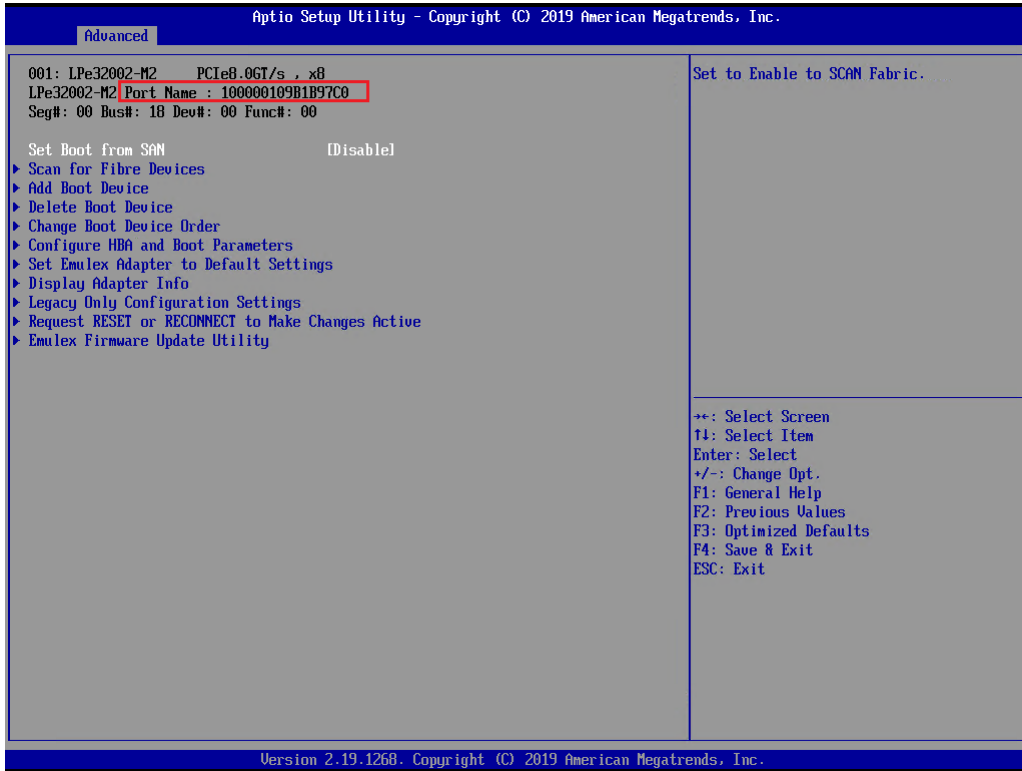 Aptio Setup Utility - Copyright (C) 2019 American Megatrends, Inc.
Advanced
001: LPe32002-M2 PCIe8.0GT/s , x8
LPe32002-M2 Port Name : 100000109B1B97C0
Seg#: 00 Bus#: 18 Dev#: 00 Func#: 00
Set Boot from SAN [Disable]
Scan for Fibre Devices
Add Boot Device
Delete Boot Device
Change Boot Device Order
Configure HBA and Boot Parameters
Set Emulex Adapter to Default Settings
Display Adapter Info
Legacy Only Configuration Settings
Request RESET or RECONNECT to Make Changes Active
Emulex Firmware Update Utility
Set to Enable to SCAN Fabric.
→←: Select Screen
↑↓: Select Item
Enter: Select
+/-: Change Opt.
F1: General Help
F2: Previous Values
F3: Optimized Defaults
F4: Save & Exit
ESC: Exit
Version 2.19.1268. Copyright (C) 2019 American Megatrends, Inc.